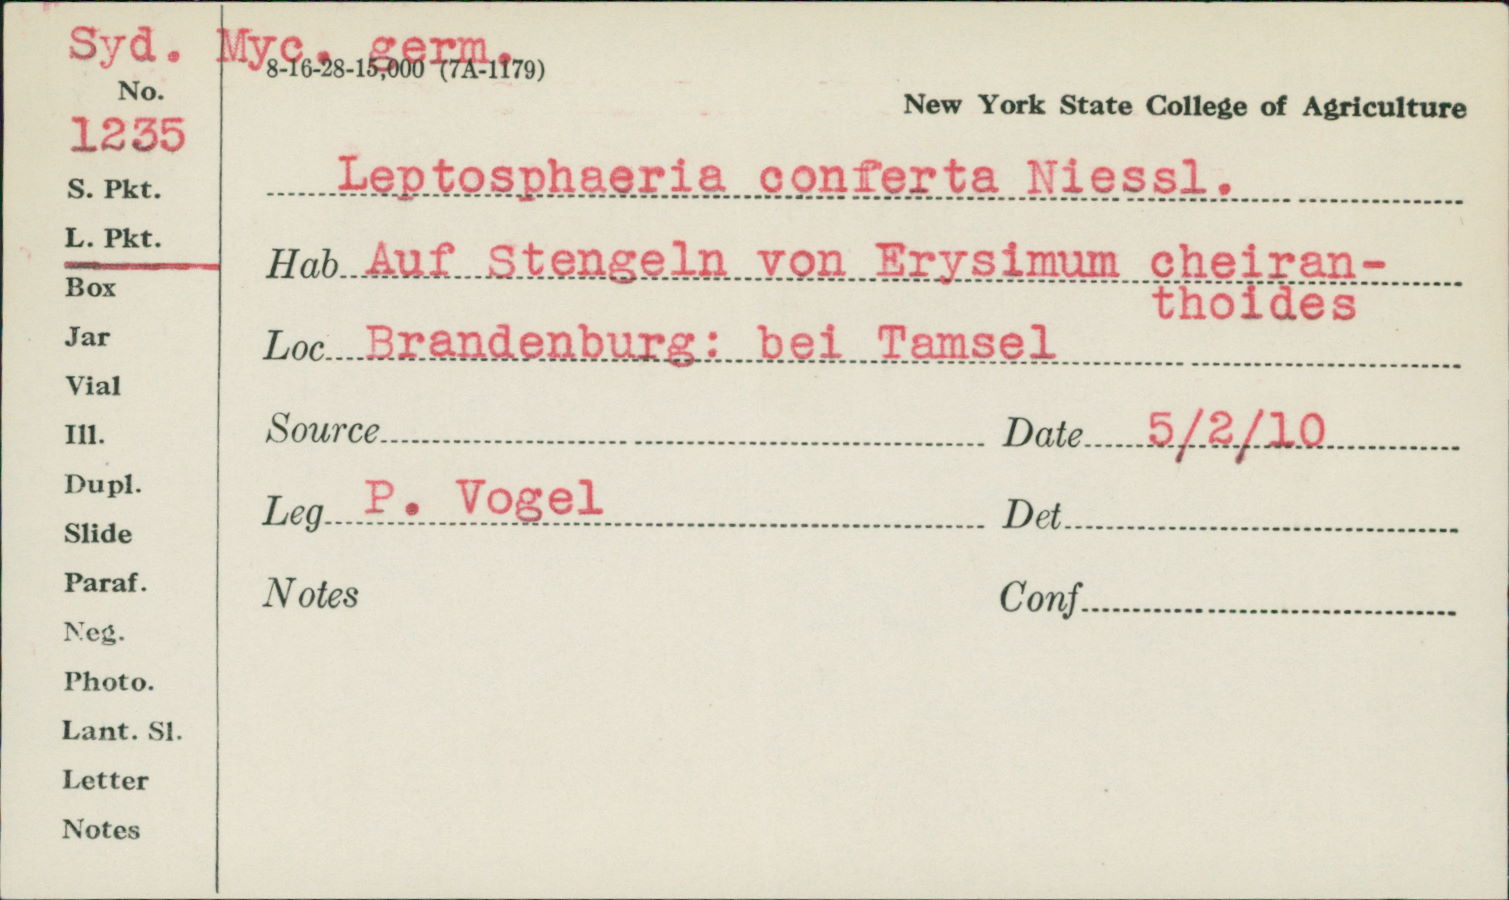 Syd. Myc. germ.
8-16-28-15,000 (7A-1179)
No.
1235
New York State College of Agriculture
S. Pkt.
Leptosphaeria conferta Niessl.
L. Pkt.
Hab Auf Stengeln von Erysimum cheiran-
thoides
Box
Jar
Loc Brandenburg: bei Tamsel
Vial
Ill.
Source Date 5/2/10
Dupl.
Leg P. Vogel Det
Slide
Paraf.
Notes Conf
Neg.
Photo.
Lant. Sl.
Letter
Notes